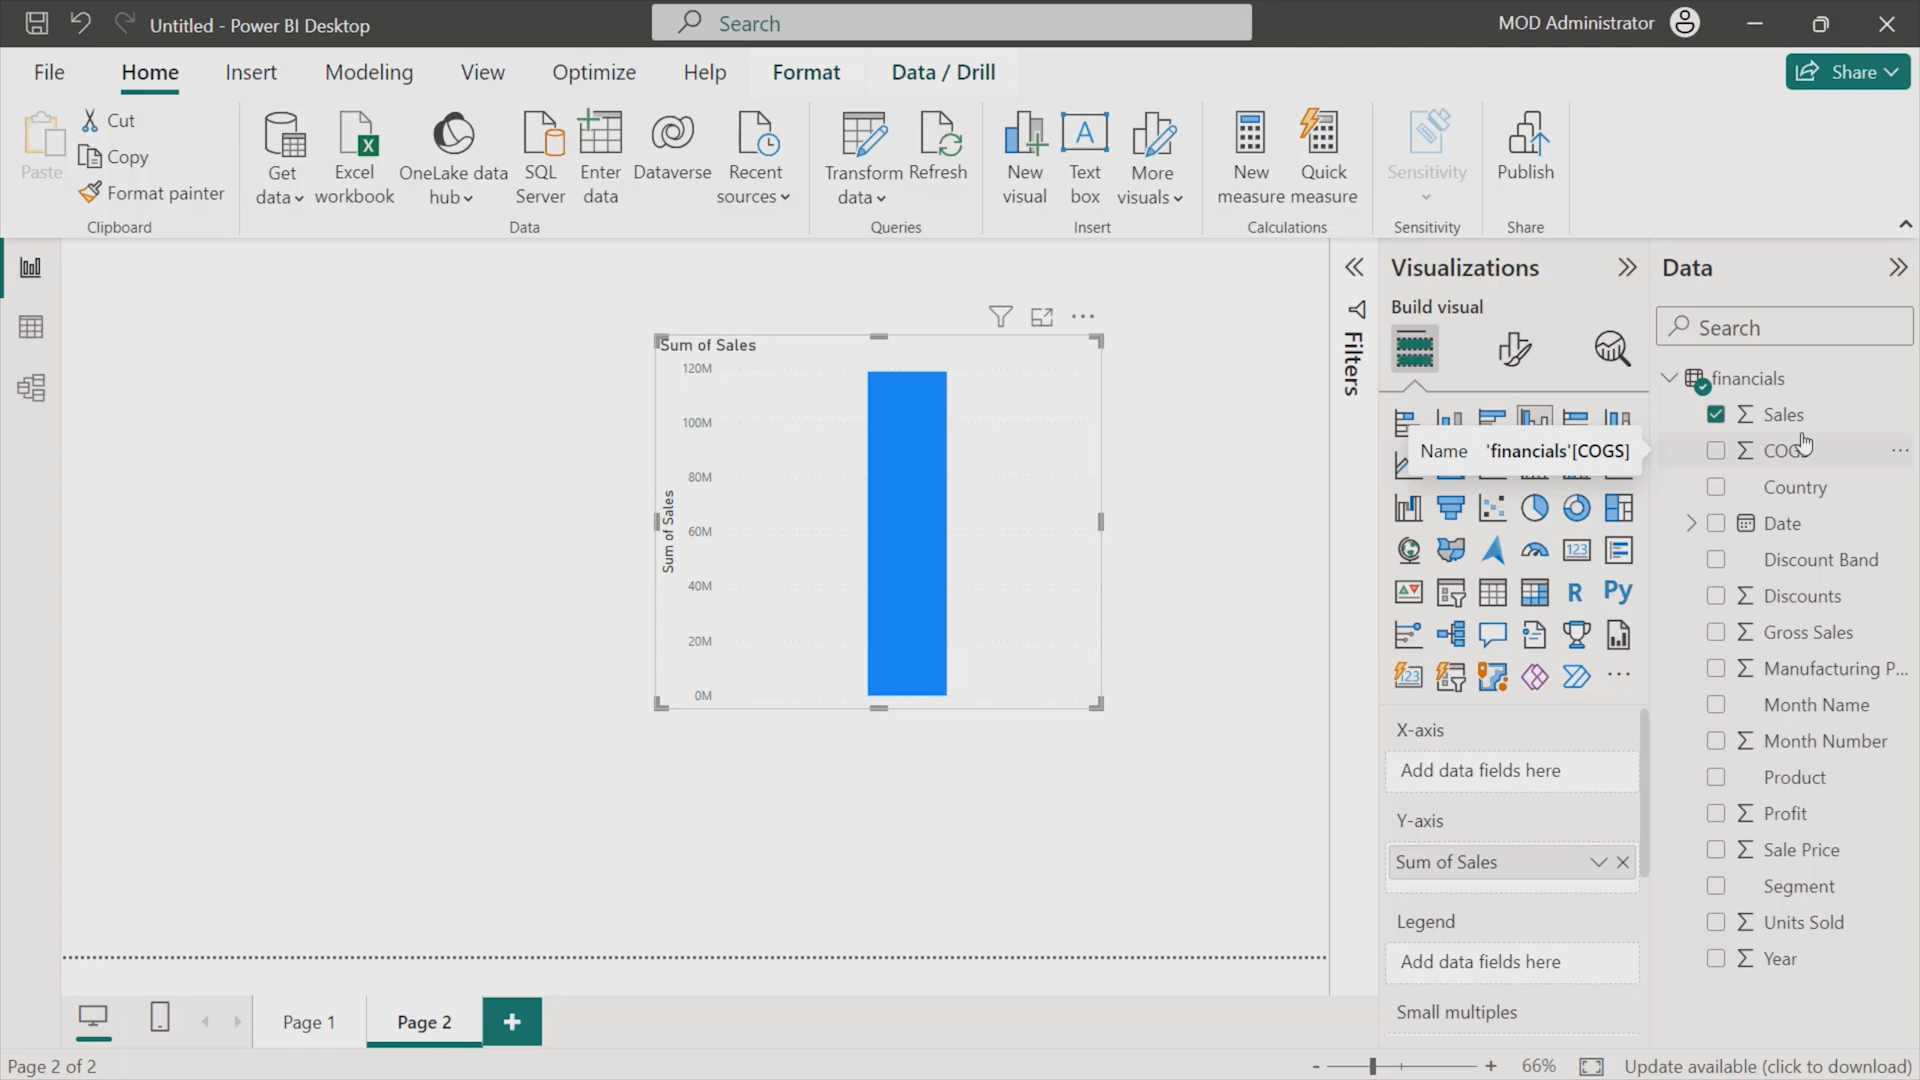 Untitled - Power BI Desktop
Search
MOD Administrator
File
Home
Insert
Modeling
View
Optimize
Help
Format
Data / Drill
Share
Paste
Cut
Copy
Format painter
Clipboard
Get
data
Excel
workbook
OneLake data
hub
SQL
Server
Enter
data
Dataverse
Recent
sources
Data
Transform
data
Refresh
Queries
New
visual
Text
box
More
visuals
Insert
New
measure
Quick
measure
Calculations
Sensitivity
Sensitivity
Publish
Share
Sum of Sales
120M
100M
80M
60M
40M
20M
0M
Sum of Sales
Filters
Visualizations
Build visual
Name 'financials'[COGS]
123
R
Py
123
X-axis
Add data fields here
Y-axis
Sum of Sales
Legend
Add data fields here
Small multiples
Data
Search
financials
Sales
COGS
Country
Date
Discount Band
Discounts
Gross Sales
Manufacturing P...
Month Name
Month Number
Product
Profit
Sale Price
Segment
Units Sold
Year
Page 1
Page 2
Page 2 of 2
66%
Update available (click to download)